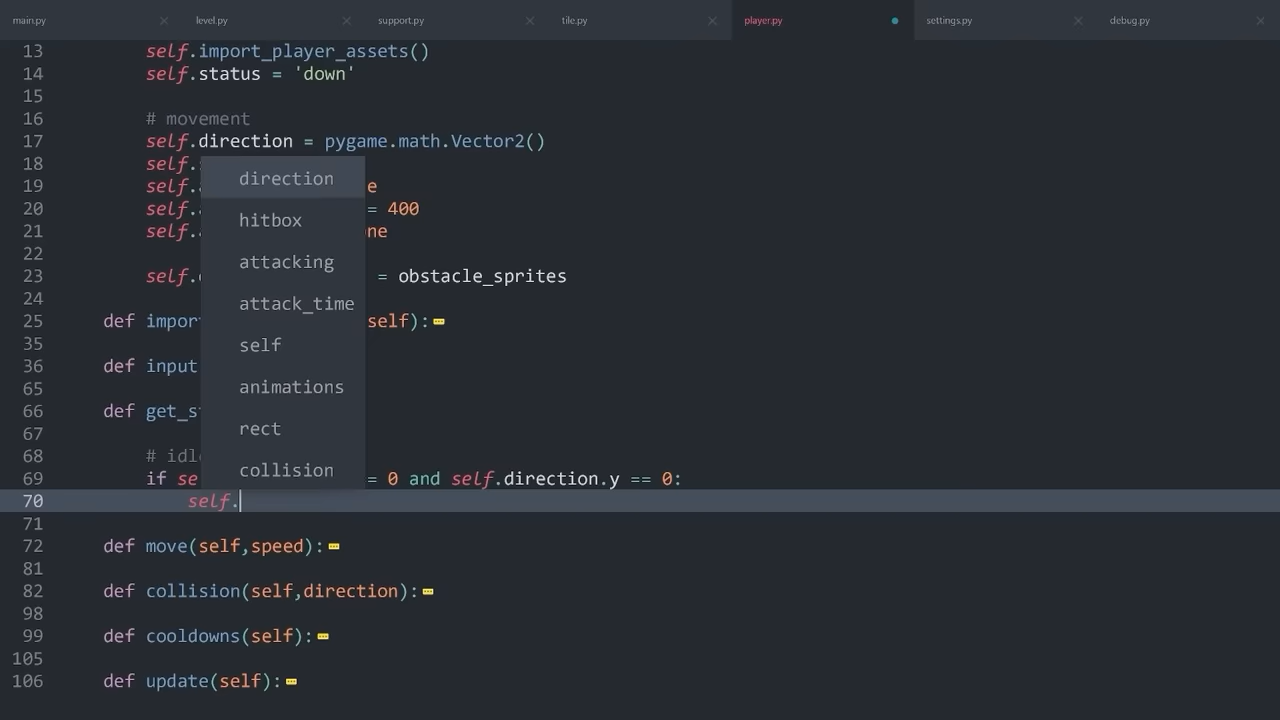 main.py level.py support.py tile.py player.py settings.py debug.py
13 self.import_player_assets()
14 self.status = 'down'
15
16 # movement
17 self.direction = pygame.math.Vector2()
18 self.
19 self.
20 self. = 400
21 self.
22
23 self. = obstacle_sprites
24
25 def import self):
35
36 def input
65
66 def get_s
67
68 # idl
69 if se = 0 and self.direction.y == 0:
70 self.
71
72 def move(self,speed):
81
82 def collision(self,direction):
98
99 def cooldowns(self):
105
106 def update(self):
direction
hitbox
attacking
attack_time
self
animations
rect
collision